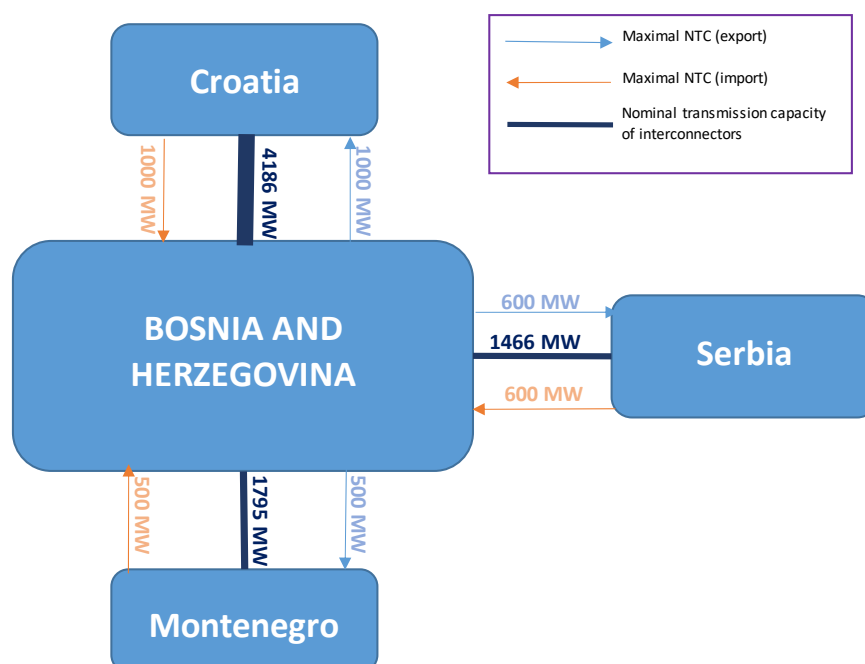 Croatia
Maximal NTC (export)
Maximal NTC (import)
Nominal transmission capacity
of interconnectors
1000 MW
4186 MW
1000 MW
BOSNIA AND
HERZEGOVINA
600 MW
1466 MW
600 MW
Serbia
500 MW
1795 MW
500 MW
Montenegro